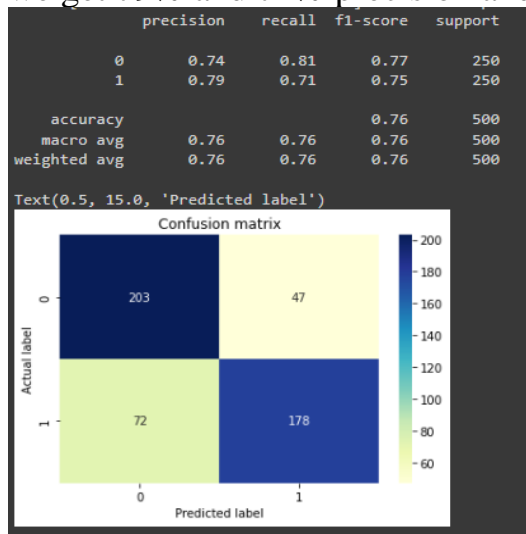 precision recall f1-score support
0 0.74 0.81 0.77 250
1 0.79 0.71 0.75 250
accuracy 0.76 500
macro avg 0.76 0.76 0.76 500
weighted avg 0.76 0.76 0.76 500
Text(0.5, 15.0, 'Predicted label')
Confusion matrix
Actual label
0
1
203 47
72 178
0 1
Predicted label
200
180
160
140
120
100
80
60